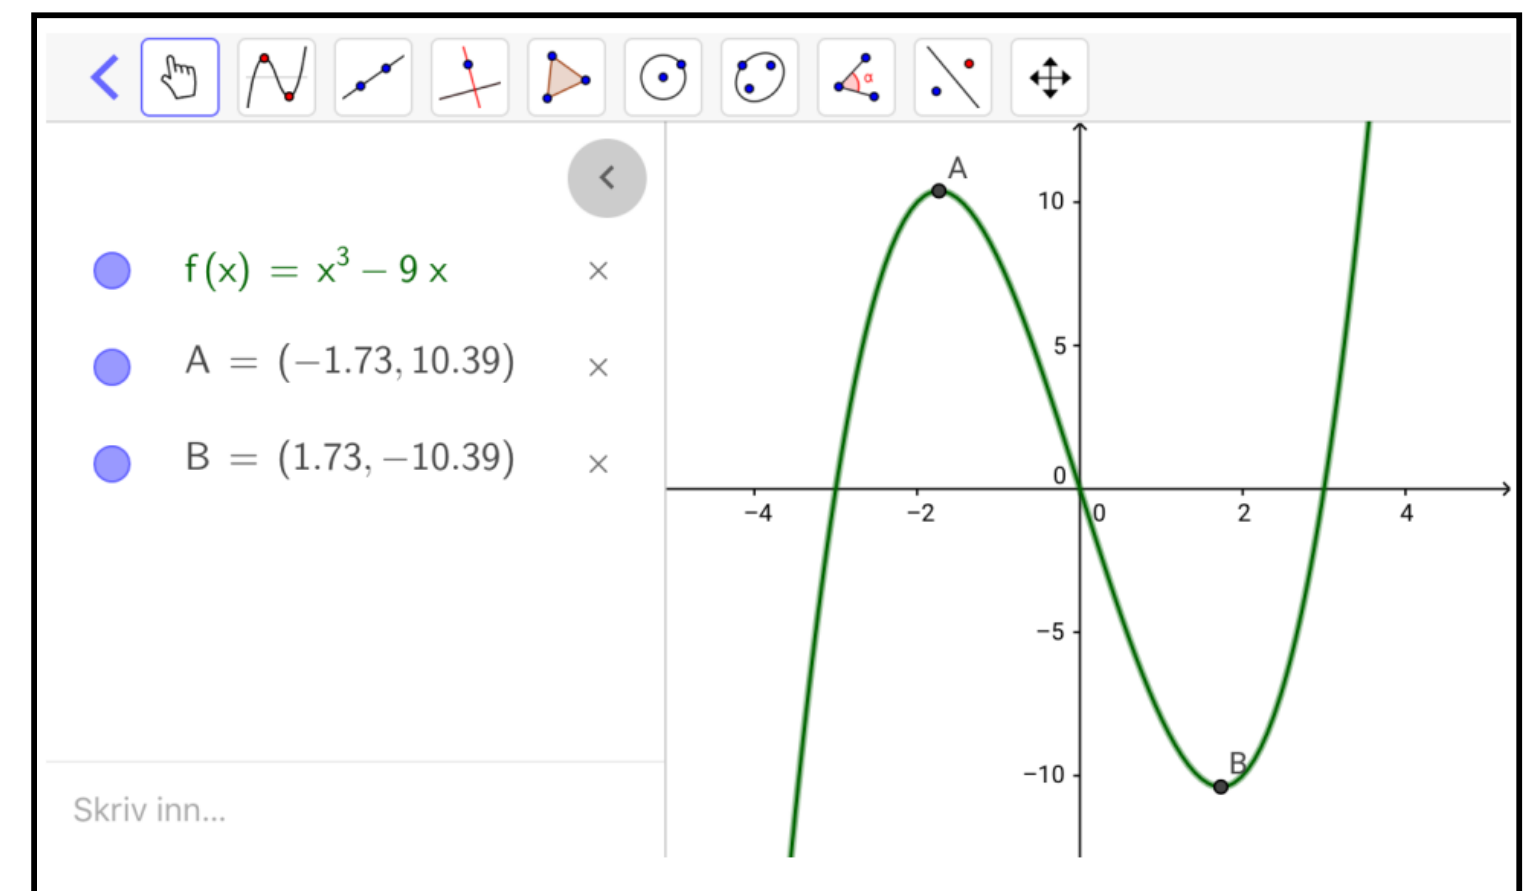 α
f(x) = x³ − 9 x
×
A = (−1.73, 10.39)
×
B = (1.73, −10.39)
×
Skriv inn...
A
10
5
0
−4
−2
0
2
4
−5
B
−10